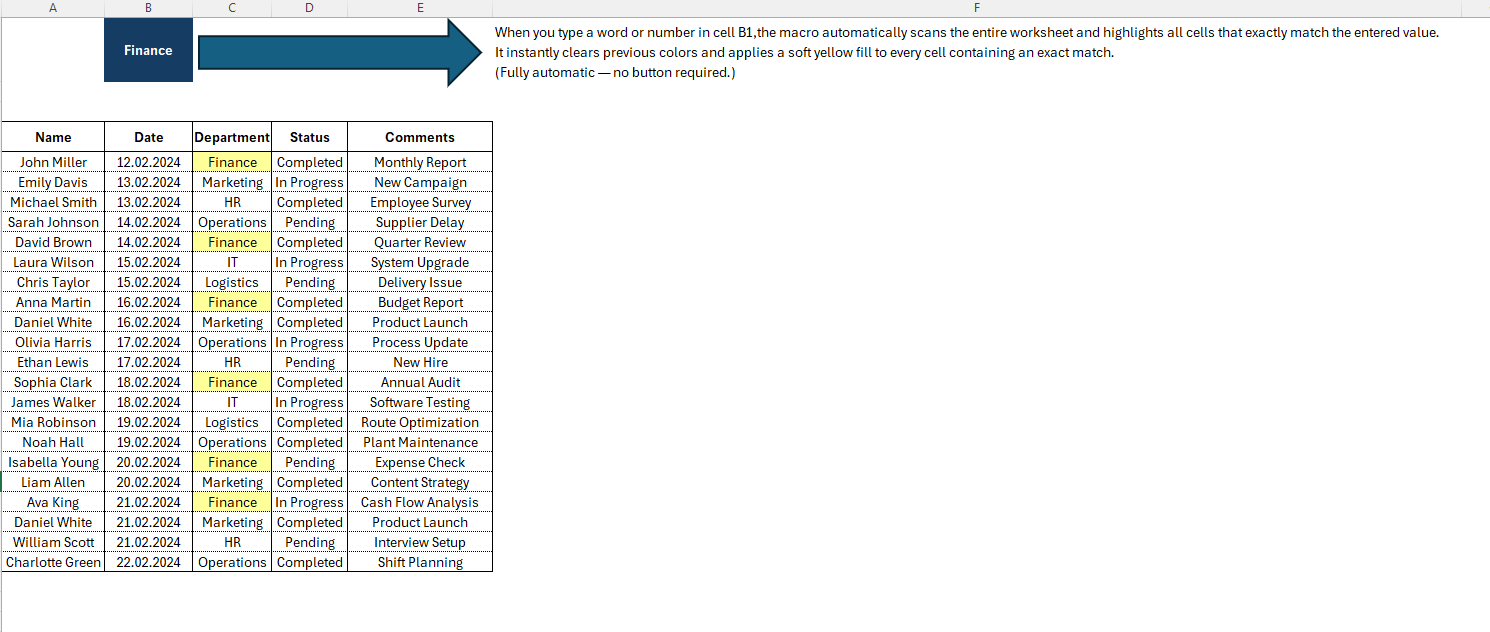 A B C D E F
Finance
When you type a word or number in cell B1,the macro automatically scans the entire worksheet and highlights all cells that exactly match the entered value.
It instantly clears previous colors and applies a soft yellow fill to every cell containing an exact match.
(Fully automatic — no button required.)
Name Date Department Status Comments
John Miller 12.02.2024 Finance Completed Monthly Report
Emily Davis 13.02.2024 Marketing In Progress New Campaign
Michael Smith 13.02.2024 HR Completed Employee Survey
Sarah Johnson 14.02.2024 Operations Pending Supplier Delay
David Brown 14.02.2024 Finance Completed Quarter Review
Laura Wilson 15.02.2024 IT In Progress System Upgrade
Chris Taylor 15.02.2024 Logistics Pending Delivery Issue
Anna Martin 16.02.2024 Finance Completed Budget Report
Daniel White 16.02.2024 Marketing Completed Product Launch
Olivia Harris 17.02.2024 Operations In Progress Process Update
Ethan Lewis 17.02.2024 HR Pending New Hire
Sophia Clark 18.02.2024 Finance Completed Annual Audit
James Walker 18.02.2024 IT In Progress Software Testing
Mia Robinson 19.02.2024 Logistics Completed Route Optimization
Noah Hall 19.02.2024 Operations Completed Plant Maintenance
Isabella Young 20.02.2024 Finance Pending Expense Check
Liam Allen 20.02.2024 Marketing Completed Content Strategy
Ava King 21.02.2024 Finance In Progress Cash Flow Analysis
Daniel White 21.02.2024 Marketing Completed Product Launch
William Scott 21.02.2024 HR Pending Interview Setup
Charlotte Green 22.02.2024 Operations Completed Shift Planning